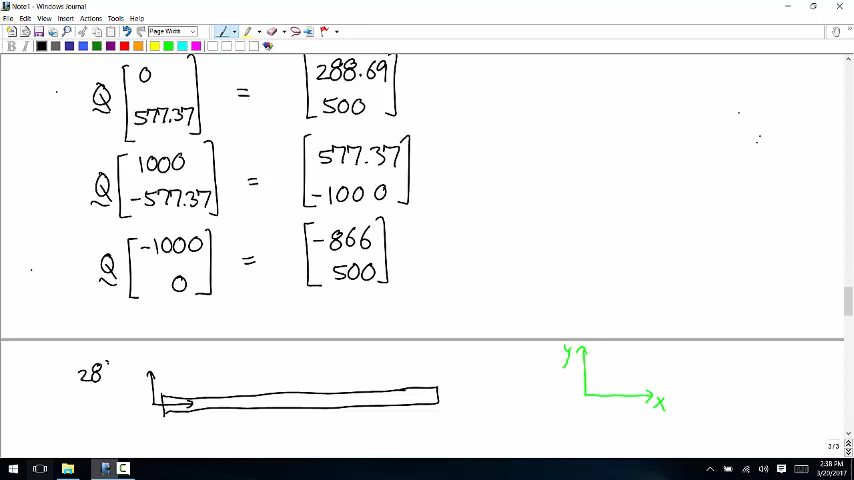 Note1 - Windows Journal
File Edit View Insert Actions Tools Help
Page Width
B I
Q [0 577.37] = [288.69 500]
Q [1000 -577.37] = [577.37 -1000]
Q [-1000 0] = [-866 500]
28
y
x
3/3
2:38 PM
3/20/2017